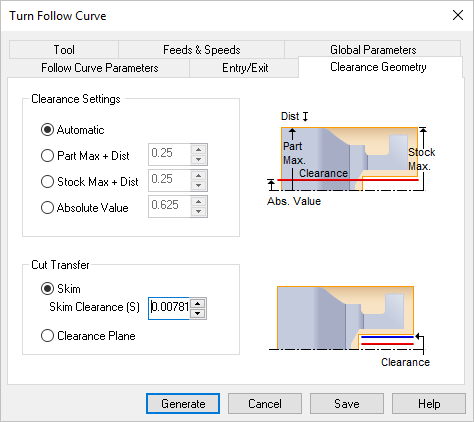 Turn Follow Curve
Tool Feeds & Speeds Global Parameters
Follow Curve Parameters Entry/Exit Clearance Geometry
Clearance Settings
Automatic
Part Max + Dist 0.25
Stock Max + Dist 0.25
Absolute Value 0.625
Dist
Part Max.
Stock Max.
Clearance
Abs. Value
Cut Transfer
Skim
Skim Clearance (S) 0.00781
Clearance Plane
Clearance
Generate Cancel Save Help